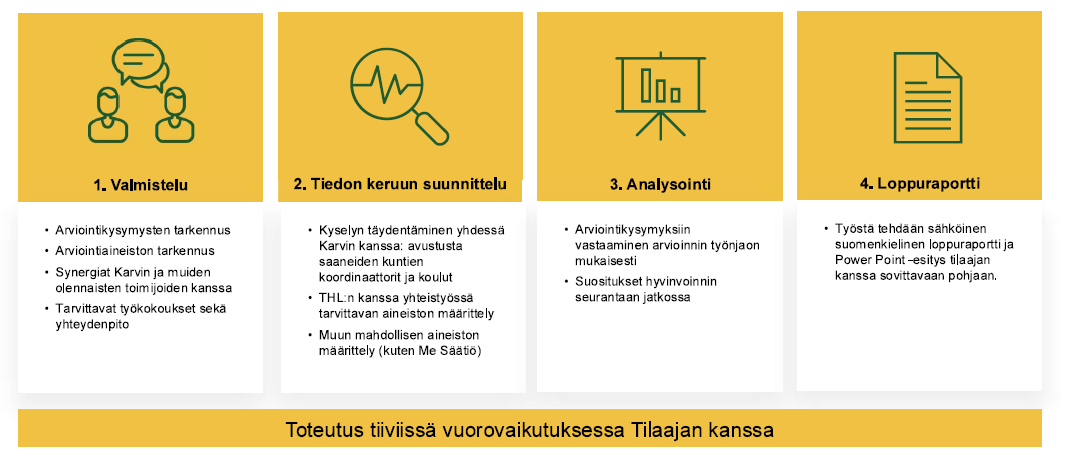 1. Valmistelu
• Arviointikysymysten tarkennus
• Arviointiaineiston tarkennus
• Synergiat Karvin ja muiden
olennaisten toimijoiden kanssa
• Tarvittavat työkokoukset sekä
yhteydenpito
2. Tiedon keruun suunnittelu
• Kyselyn täydentäminen yhdessä
Karvin kanssa: avustusta
saaneiden kuntien
koordinaattorit ja koulut
• THL:n kanssa yhteistyössä
tarvittavan aineiston määrittely
• Muun mahdollisen aineiston
määrittely (kuten Me Säätiö)
3. Analysointi
• Arviointikysymyksiin
vastaaminen arvioinnin työnjaon
mukaisesti
• Suositukset hyvinvoinnin
seurantaan jatkossa
4. Loppuraportti
• Työstä tehdään sähköinen
suomenkielinen loppuraportti ja
Power Point –esitys tilaajan
kanssa sovittavaan pohjaan.
Toteutus tiiviissä vuorovaikutuksessa Tilaajan kanssa